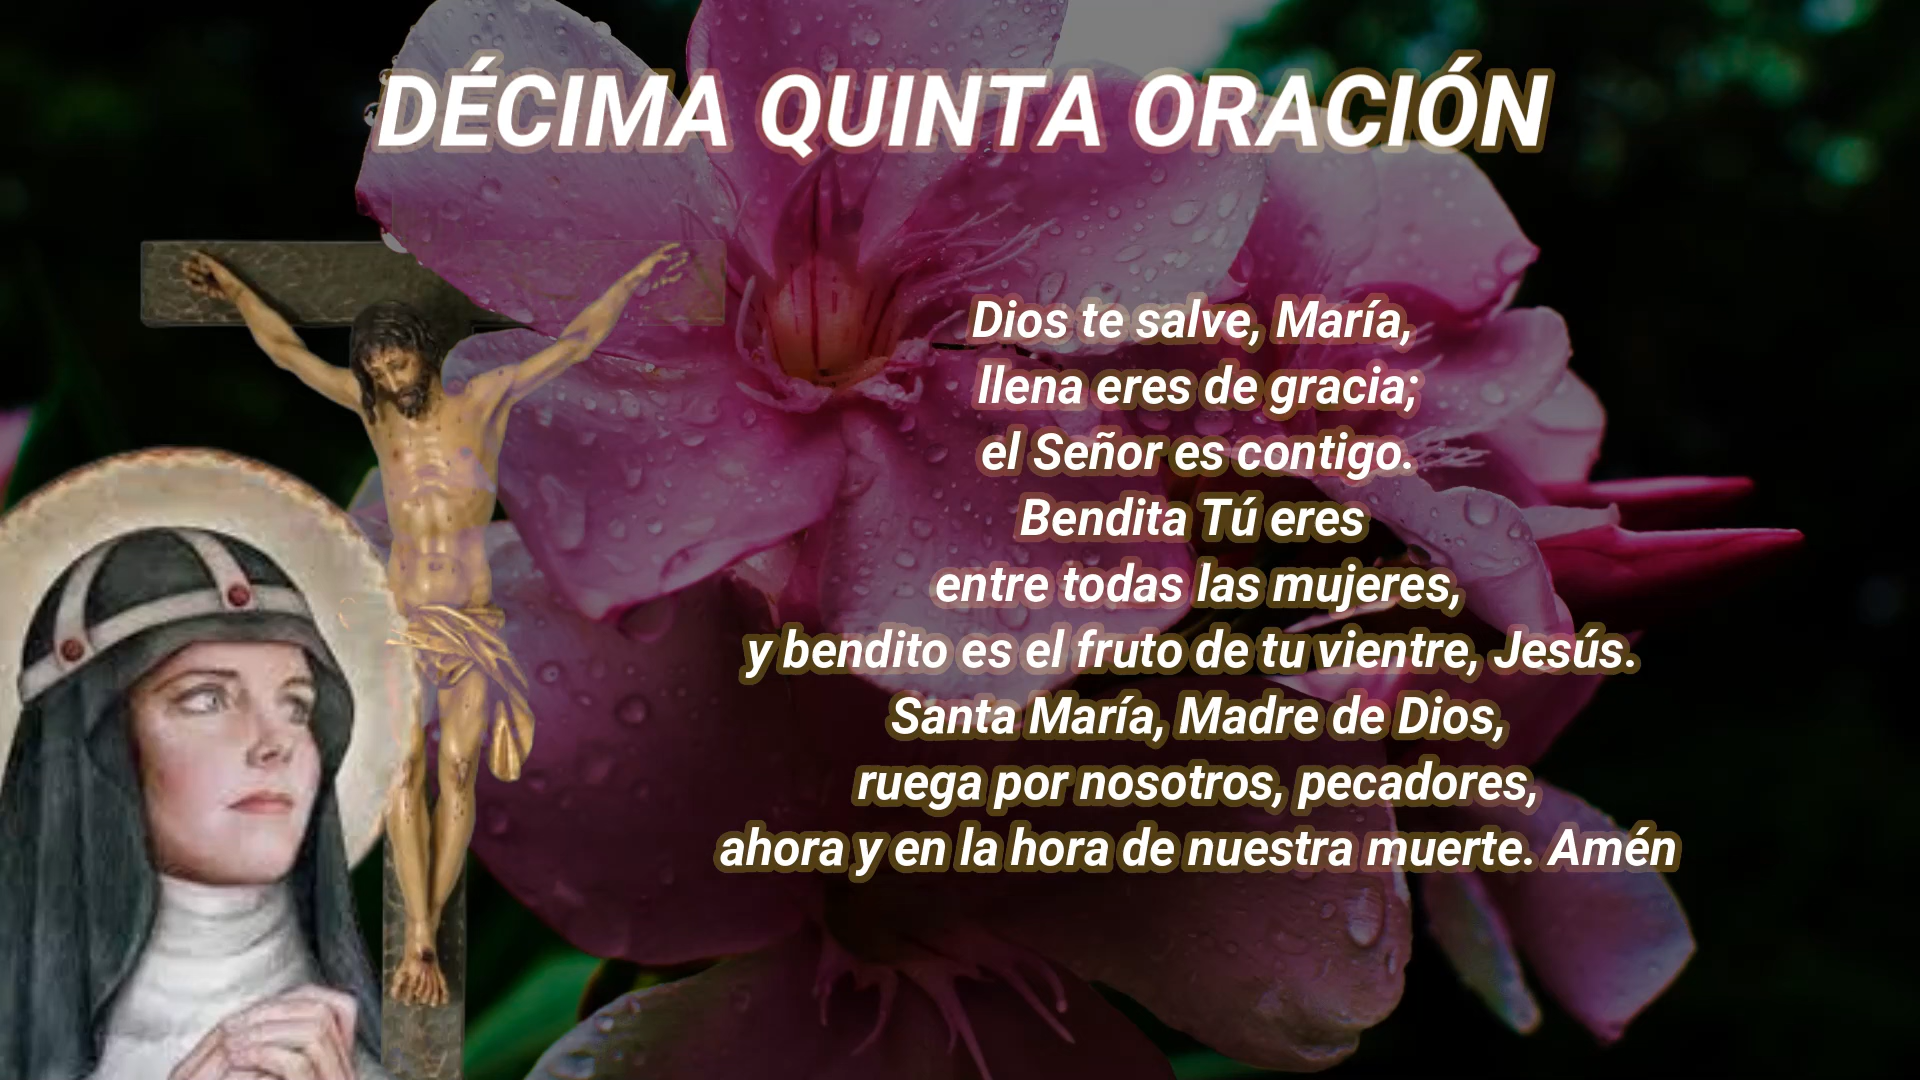 DÉCIMA QUINTA ORACIÓN
Dios te salve, María,
llena eres de gracia;
el Señor es contigo.
Bendita Tú eres
entre todas las mujeres,
y bendito es el fruto de tu vientre, Jesús.
Santa María, Madre de Dios,
ruega por nosotros, pecadores,
ahora y en la hora de nuestra muerte. Amén